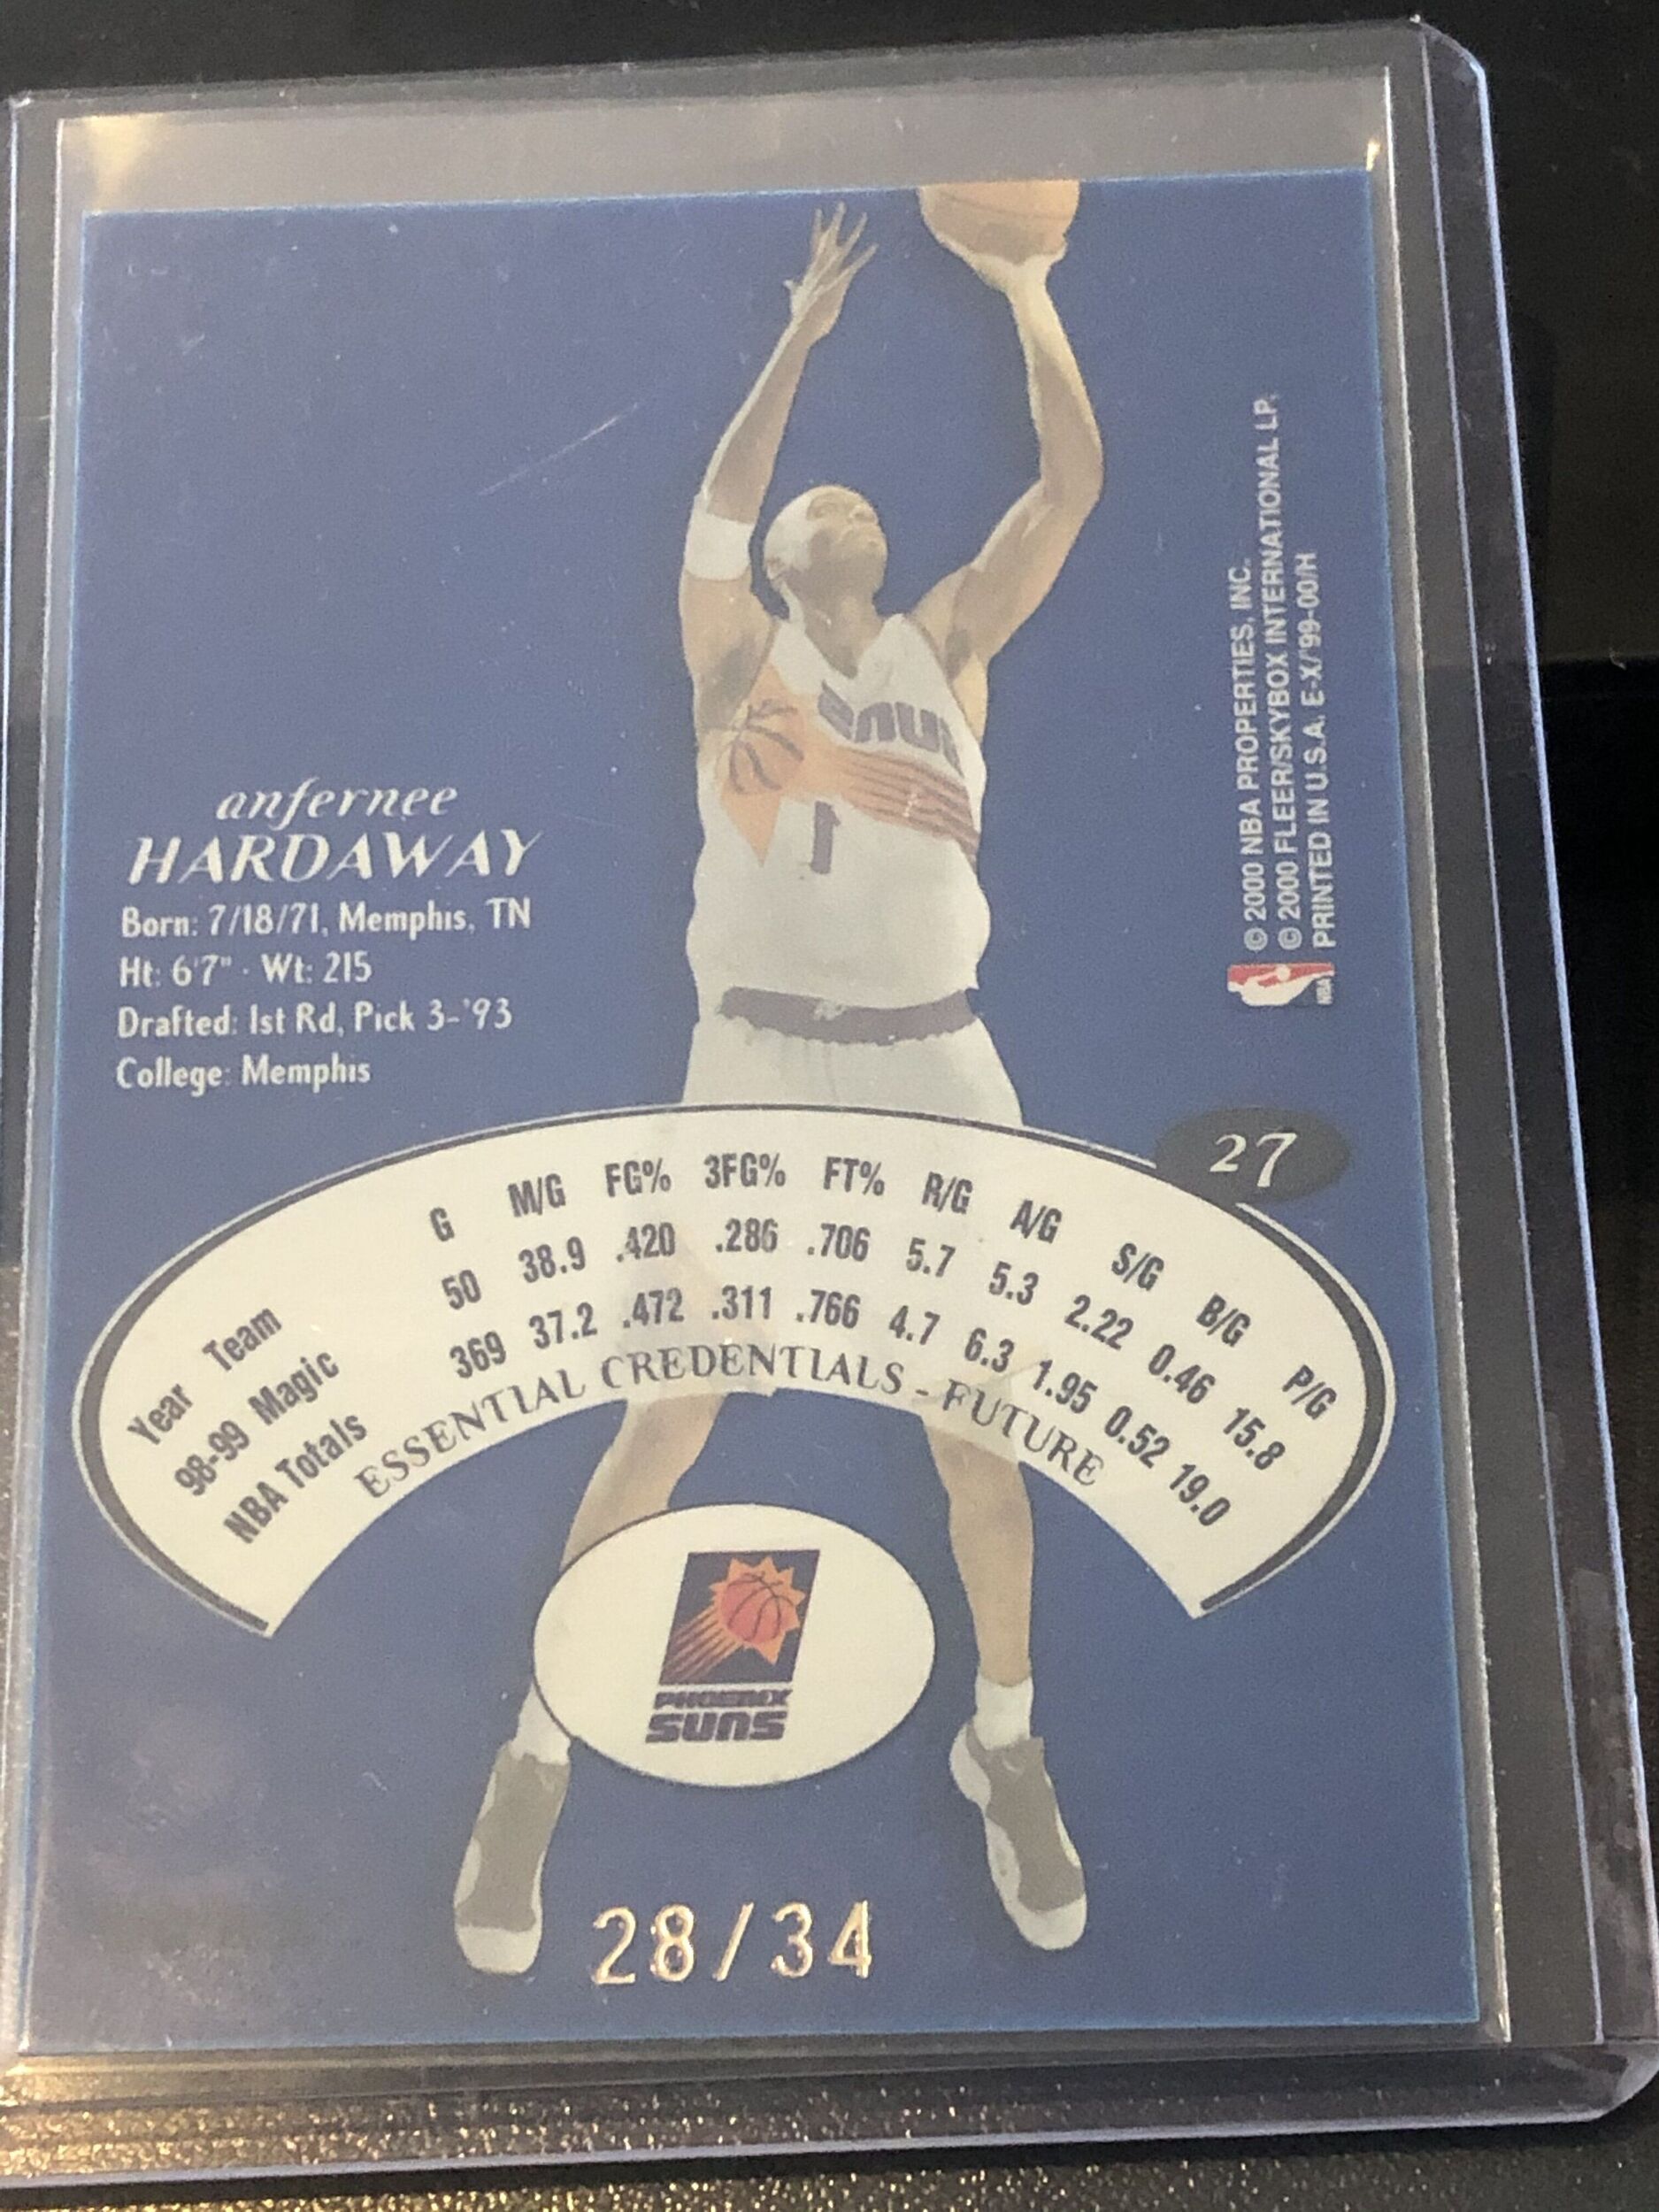 anfernee
HARDAWAY
Born: 7/18/71, Memphis, TN
Ht: 6'7" · Wt: 215
Drafted: 1st Rd, Pick 3-'93
College: Memphis
© 2000 NBA PROPERTIES, INC.
© 2000 FLEER/SKYBOX INTERNATIONAL LP.
PRINTED IN U.S.A. E-X/'99-00/H
NBA
SUNS
1
27
Year Team G M/G FG% 3FG% FT% R/G A/G S/G B/G P/G
98-99 Magic 50 38.9 .420 .286 .706 5.7 5.3 2.22 0.46 15.8
NBA Totals 369 37.2 .472 .311 .766 4.7 6.3 1.95 0.52 19.0
ESSENTIAL CREDENTIALS - FUTURE
PHOENIX
SUNS
28/34